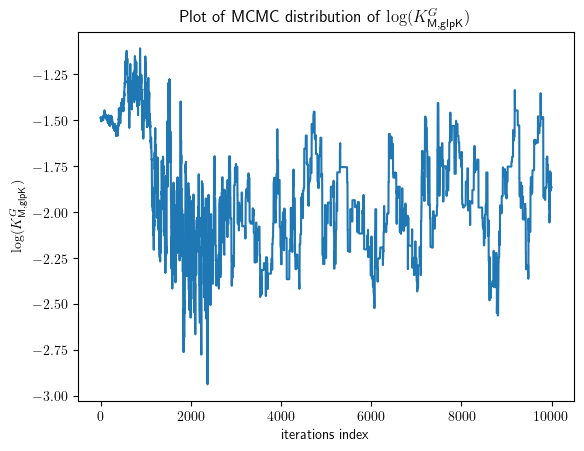 Plot of MCMC distribution of log(K^G_M,glpK)
log(K^G_M,glpK)
−1.25
−1.50
−1.75
−2.00
−2.25
−2.50
−2.75
−3.00
0 2000 4000 6000 8000 10000
iterations index